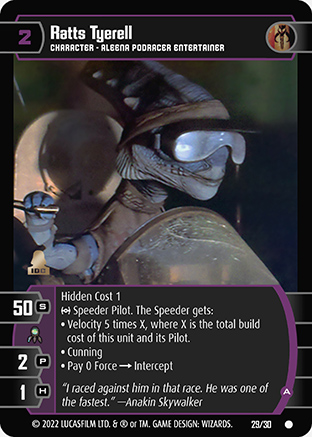 2
Ratts Tyerell
CHARACTER - ALEENA PODRACER ENTERTAINER
Hidden Cost 1
50 S
Speeder Pilot. The Speeder gets:
• Velocity 5 times X, where X is the total build
cost of this unit and its Pilot.
• Cunning
2 P
• Pay 0 Force → Intercept
1 H
“I raced against him in that race. He was one
of the fastest.” —Anakin Skywalker
A
© 2022 LUCASFILM LTD. & ® or TM. GAME DESIGN: WIZARDS.
29/30